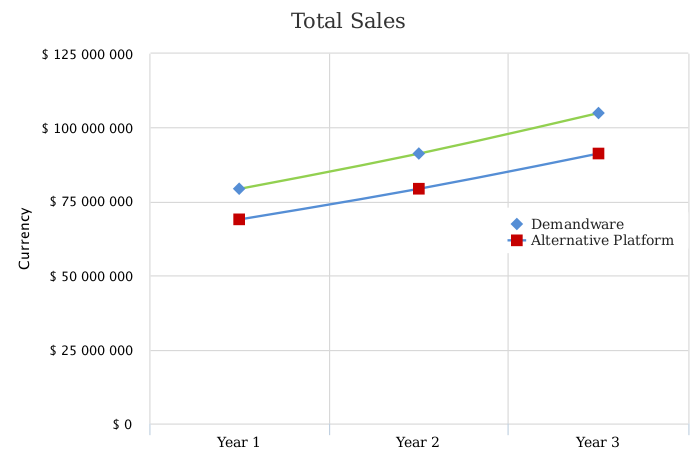 Total Sales
$ 125 000 000
$ 100 000 000
$ 75 000 000
$ 50 000 000
$ 25 000 000
$ 0
Currency
Demandware
Alternative Platform
Year 1
Year 2
Year 3